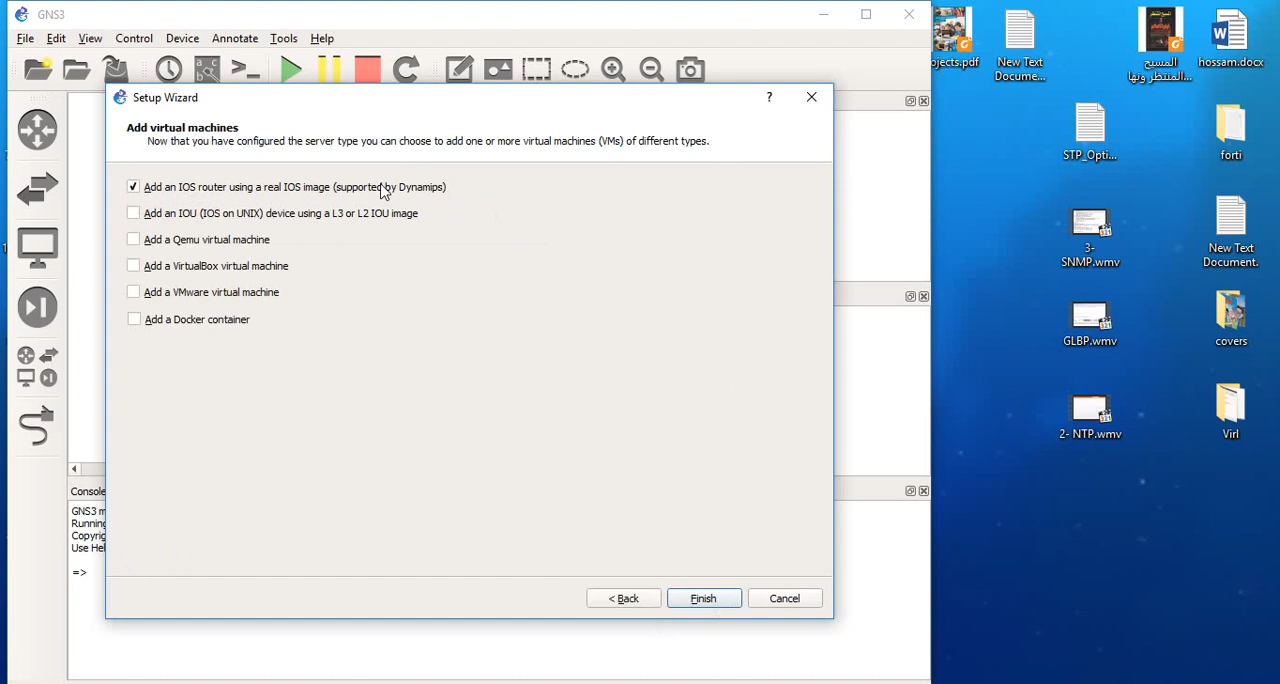 GNS3
File Edit View Control Device Annotate Tools Help
Setup Wizard
?
Add virtual machines
Now that you have configured the server type you can choose to add one or more virtual machines (VMs) of different types.
Add an IOS router using a real IOS image (supported by Dynamips)
Add an IOU (IOS on UNIX) device using a L3 or L2 IOU image
Add a Qemu virtual machine
Add a VirtualBox virtual machine
Add a VMware virtual machine
Add a Docker container
< Back Finish Cancel
Console
GNS3 m
Running
Copyrig
Use Hel
=>
ojects.pdf
New Text
Docume...
المسيح
المنتظر ونها...
hossam.docx
STP_Opti...
forti
3-
SNMP.wmv
New Text
Document.
GLBP.wmv
covers
2- NTP.wmv
Virl